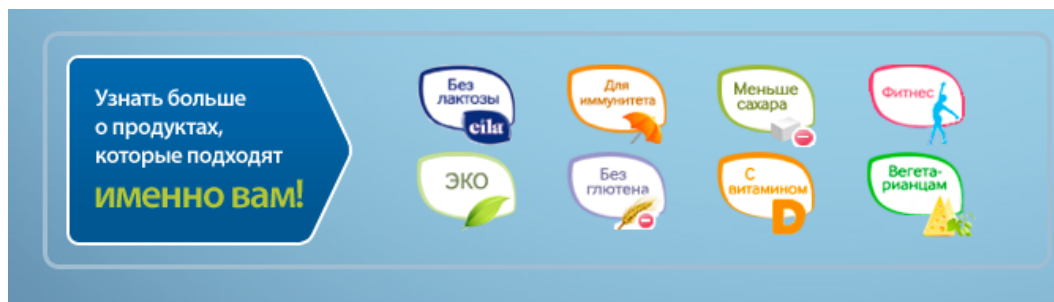 Узнать больше
о продуктах,
которые подходят
именно вам!
Без
лактозы
eila
Для
иммунитета
Меньше
сахара
Фитнес
ЭКО
Без
глютена
С
витамином
D
Вегета-
рианцам